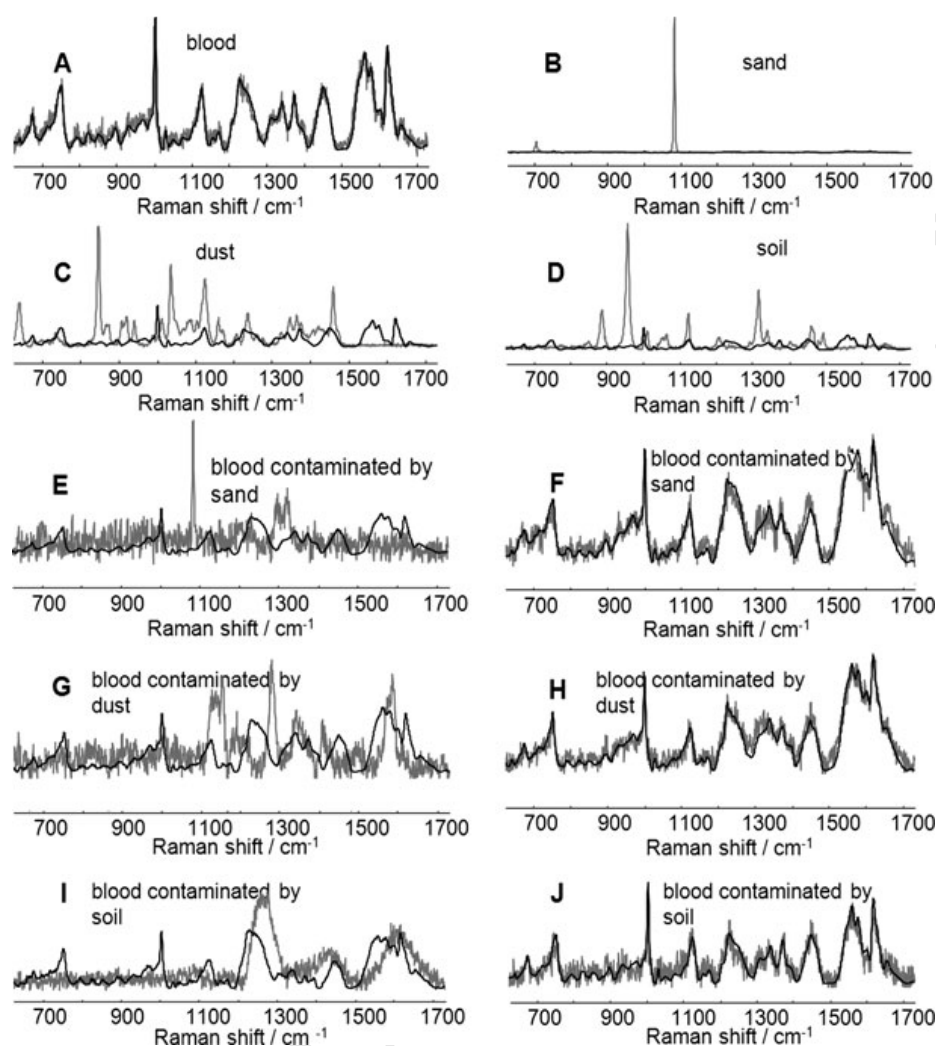 A
blood
700 900 1100 1300 1500 1700
Raman shift / cm-1
B
sand
700 900 1100 1300 1500 1700
Raman shift / cm-1
C
dust
700 900 1100 1300 1500 1700
Raman shift / cm-1
D
soil
700 900 1100 1300 1500 1700
Raman shift / cm-1
E
blood contaminated by
sand
700 900 1100 1300 1500 1700
Raman shift / cm-1
F
blood contaminated by
sand
700 900 1100 1300 1500 1700
Raman shift / cm-1
G
blood contaminated by
dust
700 900 1100 1300 1500 1700
Raman shift / cm-1
H
blood contaminated by
dust
700 900 1100 1300 1500 1700
Raman shift / cm-1
I
blood contaminated by
soil
700 900 1100 1300 1500 1700
Raman shift / cm -1
J
blood contaminated by
soil
700 900 1100 1300 1500 1700
Raman shift / cm-1